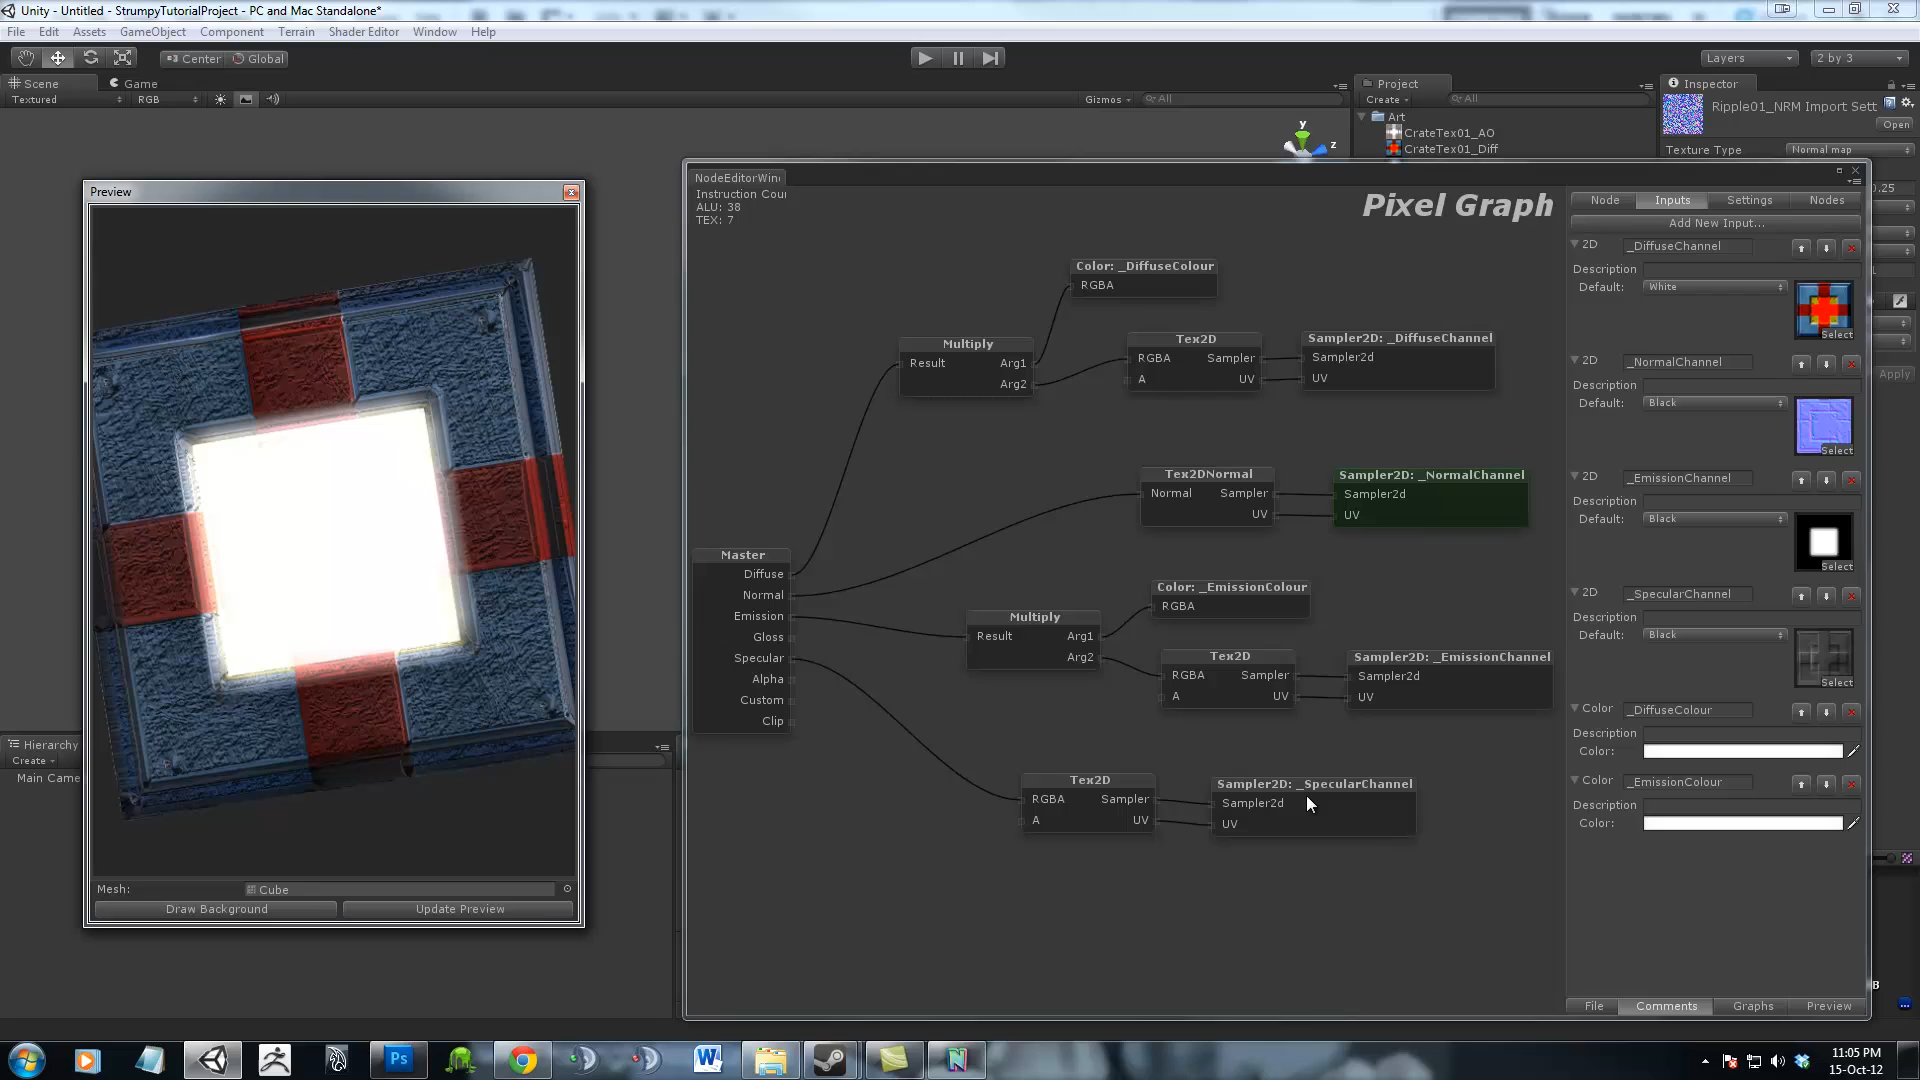 Unity - Untitled - StrumpyTutorialProject - PC and Mac Standalone*
File Edit Assets GameObject Component Terrain Shader Editor Window Help
Center Global
Layers
2 by 3
Scene
Game
Textured
RGB
Gizmos
All
Project
Create
All
Art
CrateTex01_AO
CrateTex01_Diff
Inspector
Ripple01_NRM Import Sett
Open
Texture Type
Normal map
y
z
0.25
Apply
Hierarchy
Create
Main Came
Preview
Mesh:
Cube
Draw Background
Update Preview
NodeEditorWin
Instruction Cou
ALU: 38
TEX: 7
Pixel Graph
Color: _DiffuseColour
RGBA
Multiply
Result
Arg1
Arg2
Tex2D
RGBA
Sampler
A
UV
Sampler2D: _DiffuseChannel
Sampler2d
UV
Tex2DNormal
Normal
Sampler
UV
Sampler2D: _NormalChannel
Sampler2d
UV
Master
Diffuse
Normal
Emission
Gloss
Specular
Alpha
Custom
Clip
Color: _EmissionColour
RGBA
Multiply
Result
Arg1
Arg2
Tex2D
RGBA
Sampler
A
UV
Sampler2D: _EmissionChannel
Sampler2d
UV
Tex2D
RGBA
Sampler
A
UV
Sampler2D: _SpecularChannel
Sampler2d
UV
Node
Inputs
Settings
Nodes
Add New Input...
2D
_DiffuseChannel
Description
Default:
White
Select
2D
_NormalChannel
Description
Default:
Black
Select
2D
_EmissionChannel
Description
Default:
Black
Select
2D
_SpecularChannel
Description
Default:
Black
Select
Color
_DiffuseColour
Description
Color:
Color
_EmissionColour
Description
Color:
File
Comments
Graphs
Preview
B
Ps
11:05 PM
15-Oct-12